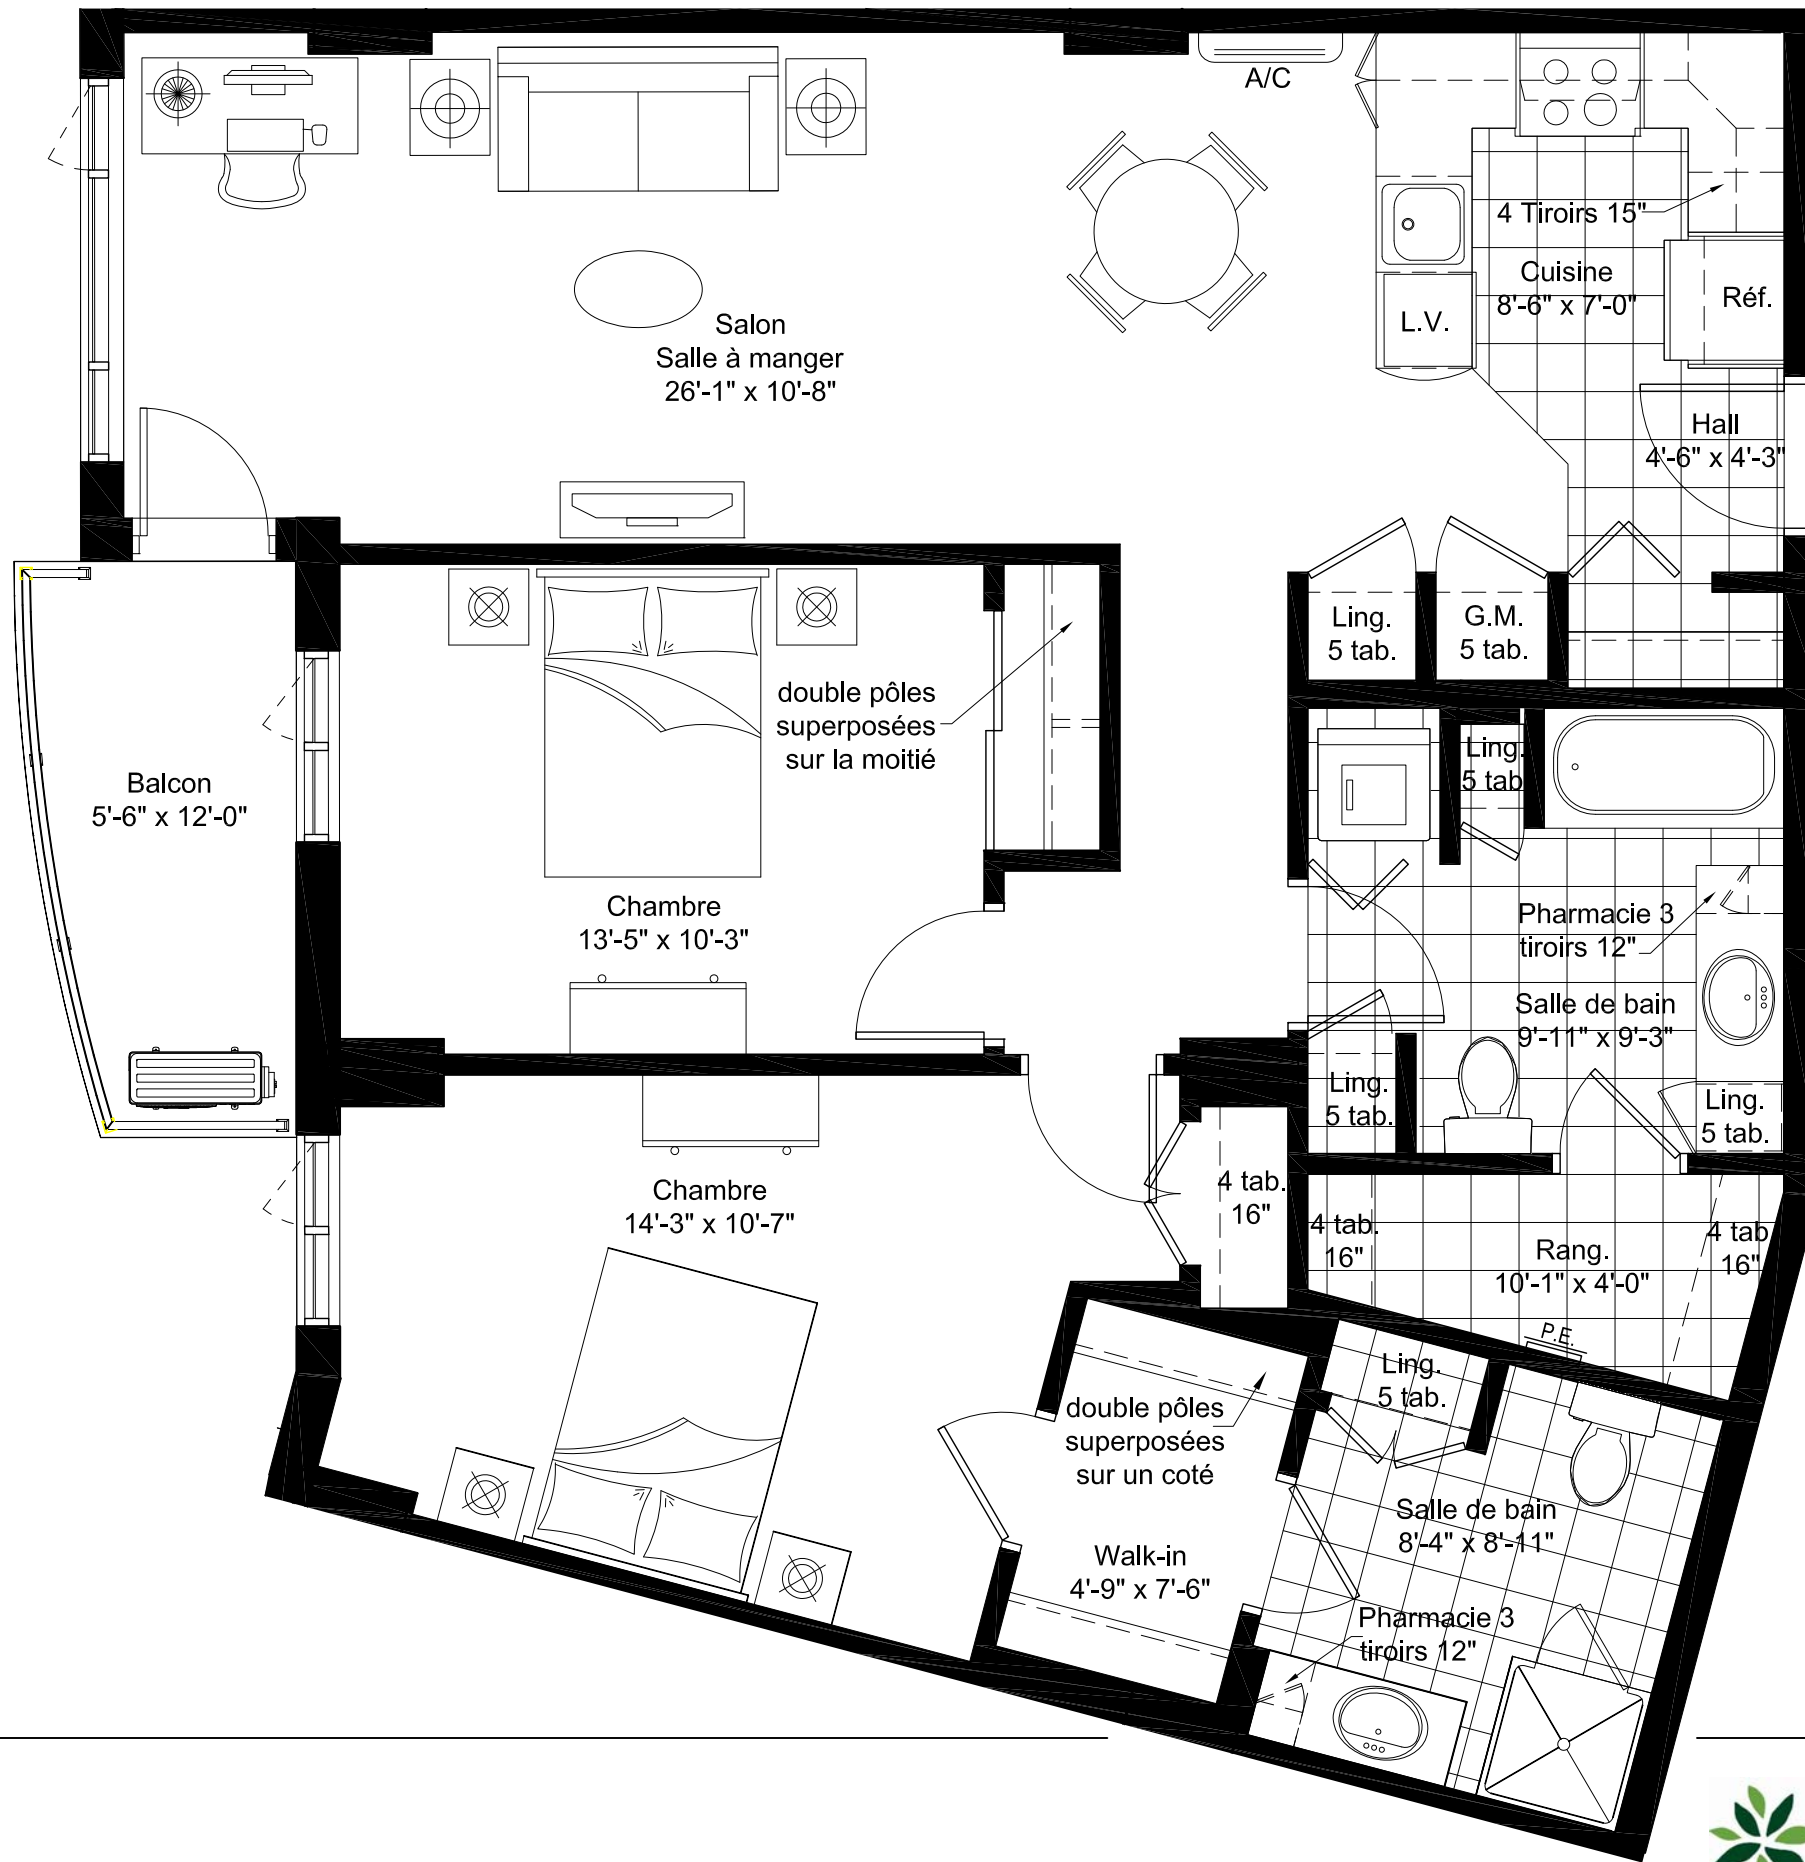 A/C
4 Tiroirs 15"
Cuisine
8'-6" x 7'-0"
Réf.
L.V.
Salon
Salle à manger
26'-1" x 10'-8"
Hall
4'-6" x 4'-3"
Ling.
5 tab.
G.M.
5 tab.
double pôles
superposées
sur la moitié
Ling.
5 tab
Balcon
5'-6" x 12'-0"
Chambre
13'-5" x 10'-3"
Pharmacie 3
tiroirs 12"
Salle de bain
9'-11" x 9'-3"
Ling.
5 tab.
Ling.
5 tab.
Chambre
14'-3" x 10'-7"
4 tab.
16"
4 tab.
16"
Rang.
10'-1" x 4'-0"
4 tab
16"
P.E.
Ling.
5 tab.
double pôles
superposées
sur un coté
Salle de bain
8'-4" x 8'-11"
Walk-in
4'-9" x 7'-6"
Pharmacie 3
tiroirs 12"